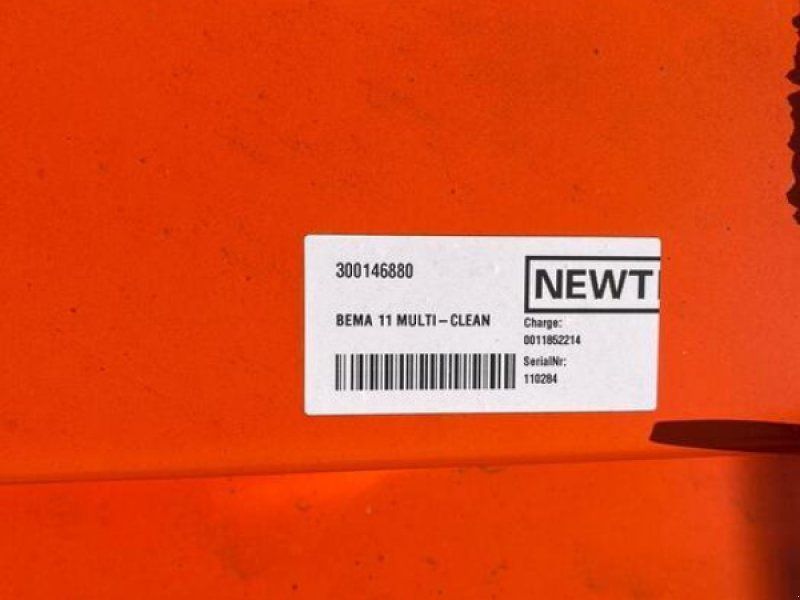 300146880
BEMA 11 MULTI-CLEAN
NEWT
Charge:
0011852214
SerialNr:
110284